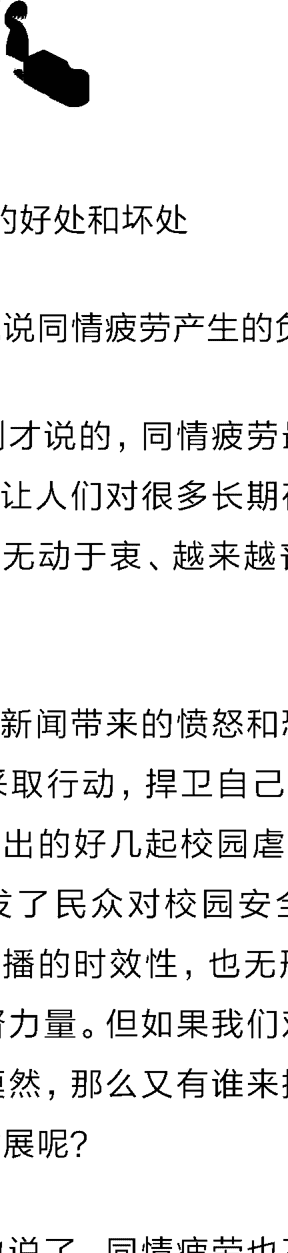 的好处和坏处
说同情疲劳产生的负
刚才说的，同情疲劳
让人们对很多长期存
无动于衷、越来越
新闻带来的愤怒和恐
采取行动，捍卫自己
出的好几起校园虐
发了民众对校园安全
播的时效性，也无形
督力量。但如果我们对
漠然，那么又有谁来
展呢？
说了，同情疲劳也